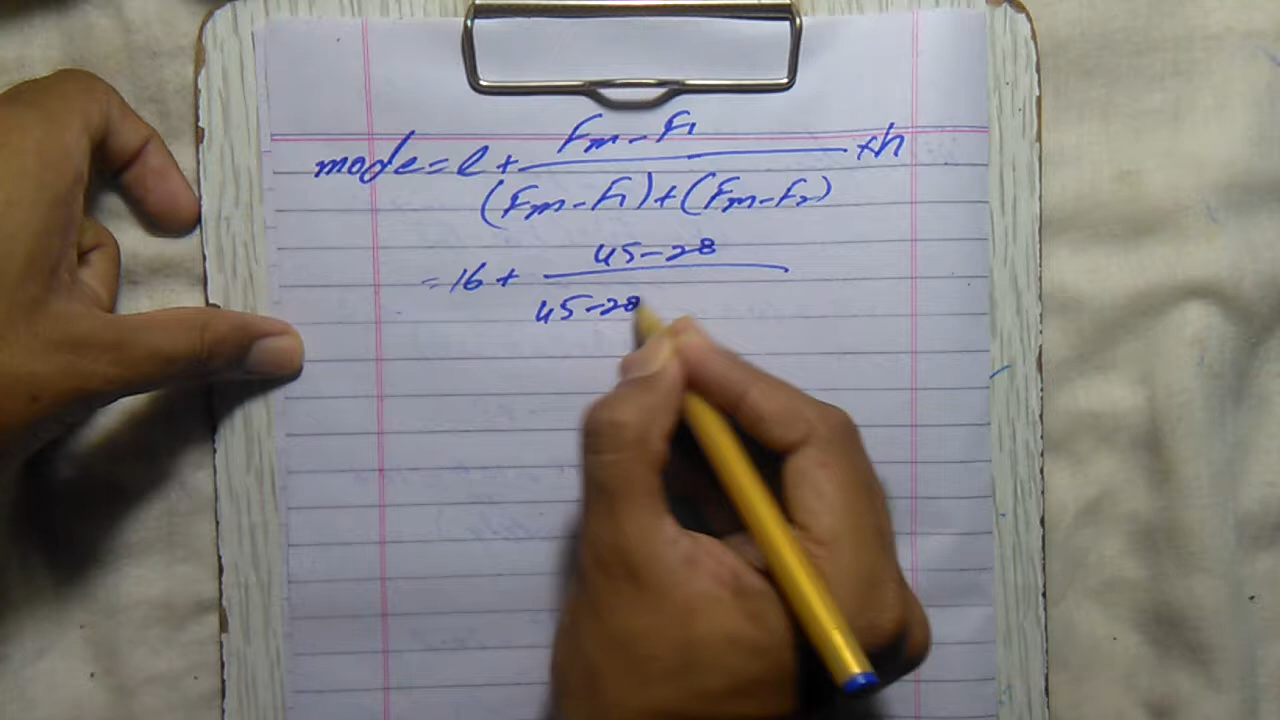 mode = l + Fm - F1 / (Fm - F1) + (Fm - F2) × h
= 16 + 45 - 28 / 45 - 28